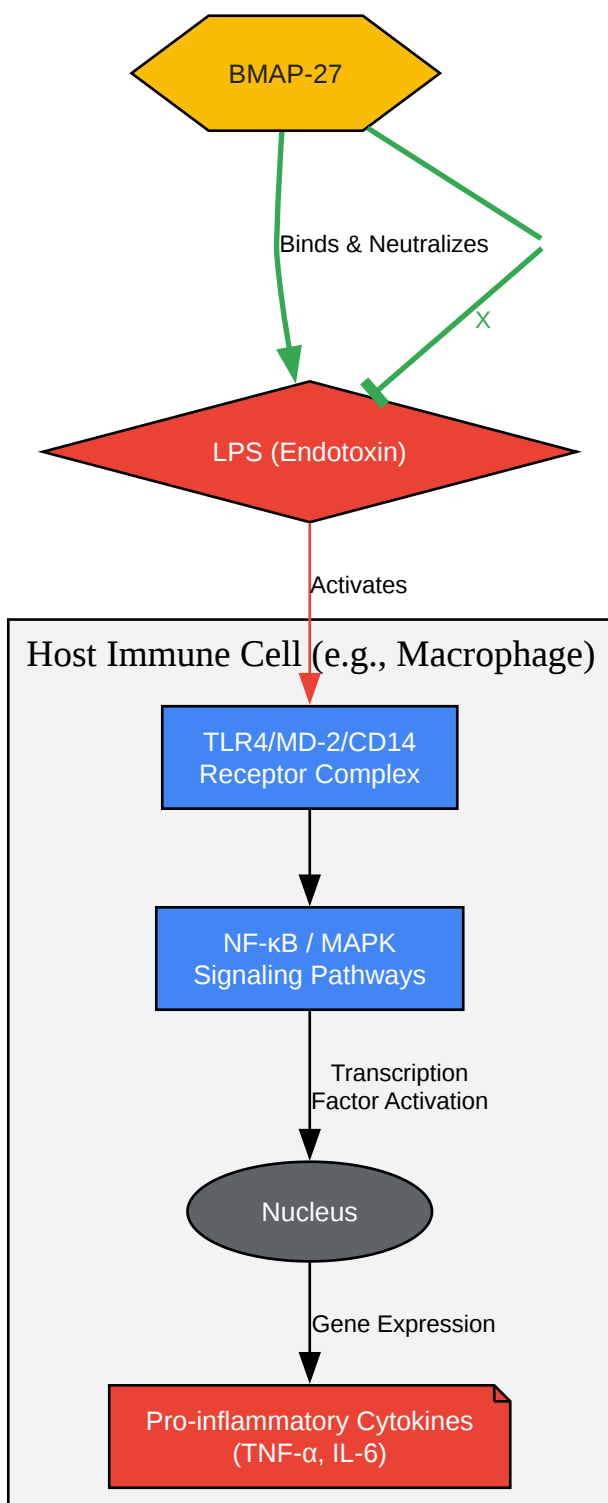 BMAP-27
Binds & Neutralizes
X
LPS (Endotoxin)
Activates
Host Immune Cell (e.g., Macrophage)
TLR4/MD-2/CD14
Receptor Complex
NF-κB / MAPK
Signaling Pathways
Transcription
Factor Activation
Nucleus
Gene Expression
Pro-inflammatory Cytokines
(TNF-α, IL-6)